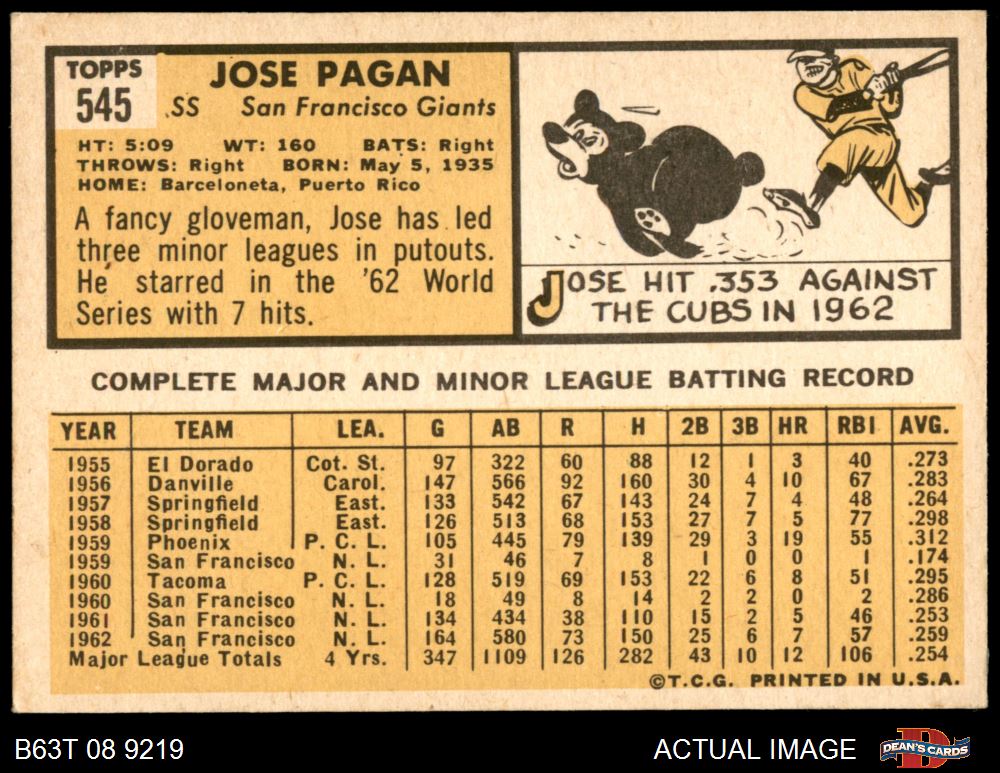 TOPPS
545
JOSE PAGAN
SS San Francisco Giants
HT: 5:09 WT: 160 BATS: Right
THROWS: Right BORN: May 5, 1935
HOME: Barceloneta, Puerto Rico
A fancy gloveman, Jose has led
three minor leagues in putouts.
He starred in the '62 World
Series with 7 hits.
JOSE HIT .353 AGAINST
THE CUBS IN 1962
COMPLETE MAJOR AND MINOR LEAGUE BATTING RECORD
YEAR TEAM LEA. G AB R H 2B 3B HR RBI AVG.
1955 El Dorado Cot. St. 97 322 60 88 12 1 3 40 .273
1956 Danville Carol. 147 566 92 160 30 4 10 67 .283
1957 Springfield East. 133 542 67 143 24 7 4 48 .264
1958 Springfield East. 126 513 68 153 27 7 5 77 .298
1959 Phoenix P. C. L. 105 445 79 139 29 3 19 55 .312
1959 San Francisco N. L. 31 46 7 8 1 0 0 1 .174
1960 Tacoma P. C. L. 128 519 69 153 22 6 8 51 .295
1960 San Francisco N. L. 18 49 8 14 2 2 0 2 .286
1961 San Francisco N. L. 134 434 38 110 15 2 5 46 .253
1962 San Francisco N. L. 164 580 73 150 25 6 7 57 .259
Major League Totals 4 Yrs. 347 1109 126 282 43 10 12 106 .254
©T.C.G. PRINTED IN U.S.A.
B63T 08 9219
ACTUAL IMAGE
DEAN'S CARDS